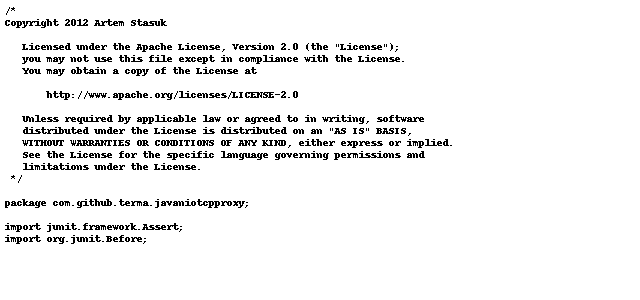 /*
Copyright 2012 Artem Stasuk

   Licensed under the Apache License, Version 2.0 (the "License");
   you may not use this file except in compliance with the License.
   You may obtain a copy of the License at

       http://www.apache.org/licenses/LICENSE-2.0

   Unless required by applicable law or agreed to in writing, software
   distributed under the License is distributed on an "AS IS" BASIS,
   WITHOUT WARRANTIES OR CONDITIONS OF ANY KIND, either express or implied.
   See the License for the specific language governing permissions and
   limitations under the License.
 */

package com.github.terma.javaniotcpproxy;

import junit.framework.Assert;
import org.junit.Before;